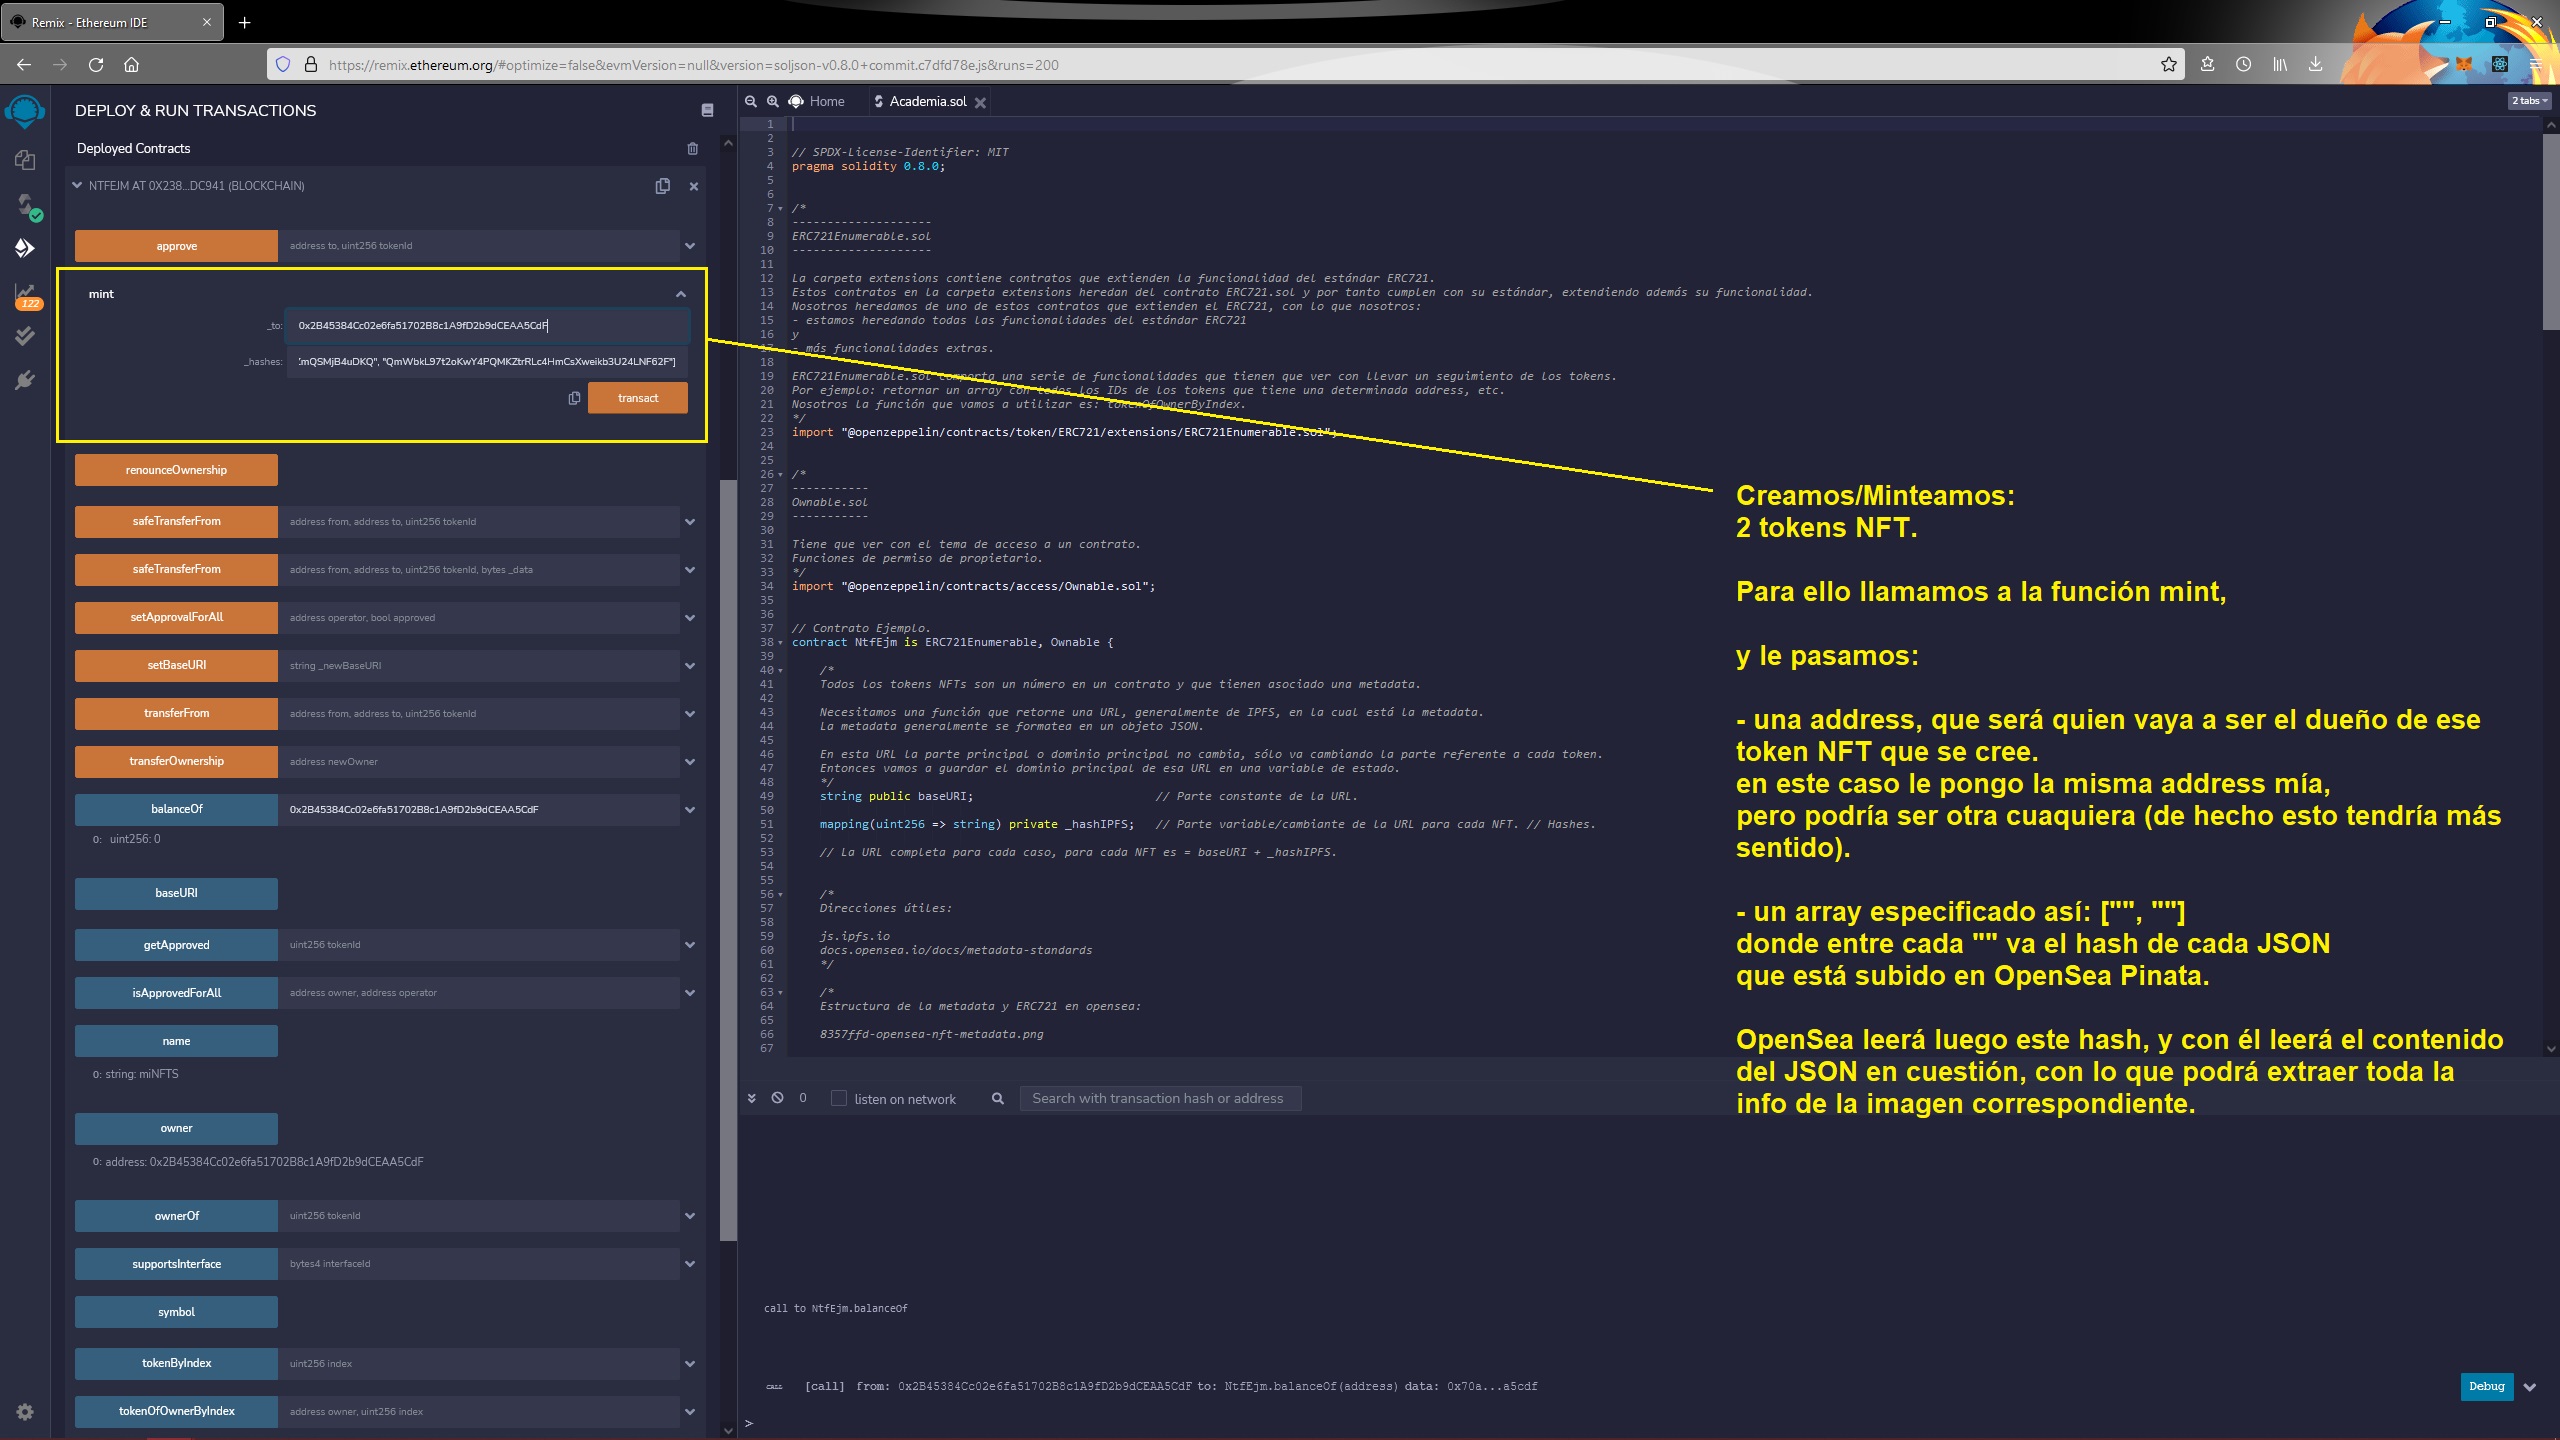 Remix - Ethereum IDE
https://remix.ethereum.org/#optimize=false&evmVersion=null&version=soljson-v0.8.0+commit.c7dfd78e.js&runs=200
DEPLOY & RUN TRANSACTIONS
Deployed Contracts
NTFEJM AT 0X238...DC941 (BLOCKCHAIN)
approve
address to, uint256 tokenId
mint
_to:
0x2B45384Cc02e6fa51702B8c1A9fD2b9dCEAA5CdF
_hashes:
mQSMjB4uDKQ", "QmWbkL97t2oKwY4PQMKZtrRLc4HmCsXweikb3U24LNF62F"]
transact
renounceOwnership
safeTransferFrom
address from, address to, uint256 tokenId
safeTransferFrom
address from, address to, uint256 tokenId, bytes _data
setApprovalForAll
address operator, bool approved
setBaseURI
string _newBaseURI
transferFrom
address from, address to, uint256 tokenId
transferOwnership
address newOwner
balanceOf
0x2B45384Cc02e6fa51702B8c1A9fD2b9dCEAA5CdF
0: uint256: 0
baseURI
getApproved
uint256 tokenId
isApprovedForAll
address owner, address operator
name
0: string: miNFTS
owner
0: address: 0x2B45384Cc02e6fa51702B8c1A9fD2b9dCEAA5CdF
ownerOf
uint256 tokenId
supportsInterface
bytes4 interfaceId
symbol
tokenByIndex
uint256 index
tokenOfOwnerByIndex
address owner, uint256 index
122
Home
Academia.sol
2 tabs
1
2
3 // SPDX-License-Identifier: MIT
4 pragma solidity 0.8.0;
5
6
7 /*
8 --------------------
9 ERC721Enumerable.sol
10 --------------------
11
12 La carpeta extensions contiene contratos que extienden la funcionalidad del estándar ERC721.
13 Estos contratos en la carpeta extensions heredan del contrato ERC721.sol y por tanto cumplen con su estándar, extendiendo además su funcionalidad.
14 Nosotros heredamos de uno de estos contratos que extienden el ERC721, con lo que nosotros:
15 - estamos heredando todas las funcionalidades del estándar ERC721
16 y
17 - más funcionalidades extras.
18
19 ERC721Enumerable.sol comporta una serie de funcionalidades que tienen que ver con llevar un seguimiento de los tokens.
20 Por ejemplo: retornar un array con todos los IDs de los tokens que tiene una determinada address, etc.
21 Nosotros la función que vamos a utilizar es: tokenOfOwnerByIndex.
22 */
23 import "@openzeppelin/contracts/token/ERC721/extensions/ERC721Enumerable.sol";
24
25
26 /*
27 -----------
28 Ownable.sol
29 -----------
30
31 Tiene que ver con el tema de acceso a un contrato.
32 Funciones de permiso de propietario.
33 */
34 import "@openzeppelin/contracts/access/Ownable.sol";
35
36
37 // Contrato Ejemplo.
38 contract NtfEjm is ERC721Enumerable, Ownable {
39
40 /*
41 Todos los tokens NFTs son un número en un contrato y que tienen asociado una metadata.
42
43 Necesitamos una función que retorne una URL, generalmente de IPFS, en la cual está la metadata.
44 La metadata generalmente se formatea en un objeto JSON.
45
46 En esta URL la parte principal o dominio principal no cambia, sólo va cambiando la parte referente a cada token.
47 Entonces vamos a guardar el dominio principal de esa URL en una variable de estado.
48 */
49 string public baseURI; // Parte constante de la URL.
50
51 mapping(uint256 => string) private _hashIPFS; // Parte variable/cambiante de la URL para cada NFT. // Hashes.
52
53 // La URL completa para cada caso, para cada NFT es = baseURI + _hashIPFS.
54
55
56 /*
57 Direcciones útiles:
58
59 js.ipfs.io
60 docs.opensea.io/docs/metadata-standards
61 */
62
63 /*
64 Estructura de la metadata y ERC721 en opensea:
65
66 8357ffd-opensea-nft-metadata.png
67
Creamos/Minteamos:
2 tokens NFT.
Para ello llamamos a la función mint,
y le pasamos:
- una address, que será quien vaya a ser el dueño de ese
token NFT que se cree.
en este caso le pongo la misma address mía,
pero podría ser otra cuaquiera (de hecho esto tendría más
sentido).
- un array especificado así: ["", ""]
donde entre cada "" va el hash de cada JSON
que está subido en OpenSea Pinata.
OpenSea leerá luego este hash, y con él leerá el contenido
del JSON en cuestión, con lo que podrá extraer toda la
info de la imagen correspondiente.
0
listen on network
Search with transaction hash or address
call to NtfEjm.balanceOf
CALL [call] from: 0x2B45384Cc02e6fa51702B8c1A9fD2b9dCEAA5CdF to: NtfEjm.balanceOf(address) data: 0x70a...a5cdf
Debug
>